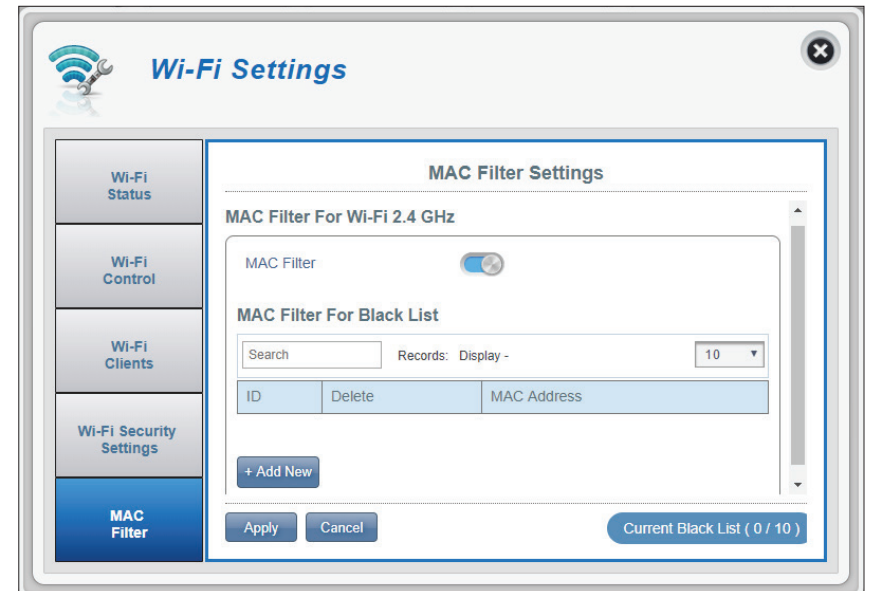 Wi-Fi Settings
Wi-Fi
Status
Wi-Fi
Control
Wi-Fi
Clients
Wi-Fi Security
Settings
MAC
Filter
MAC Filter Settings
MAC Filter For Wi-Fi 2.4 GHz
MAC Filter
MAC Filter For Black List
Search Records: Display - 10
ID Delete MAC Address
+ Add New
Apply Cancel Current Black List ( 0 / 10 )